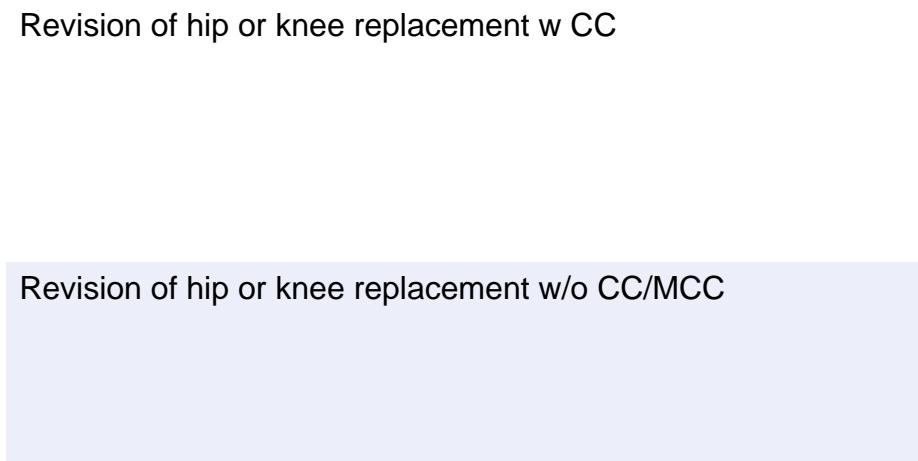 Revision of hip or knee replacement w CC
Revision of hip or knee replacement w/o CC/MCC